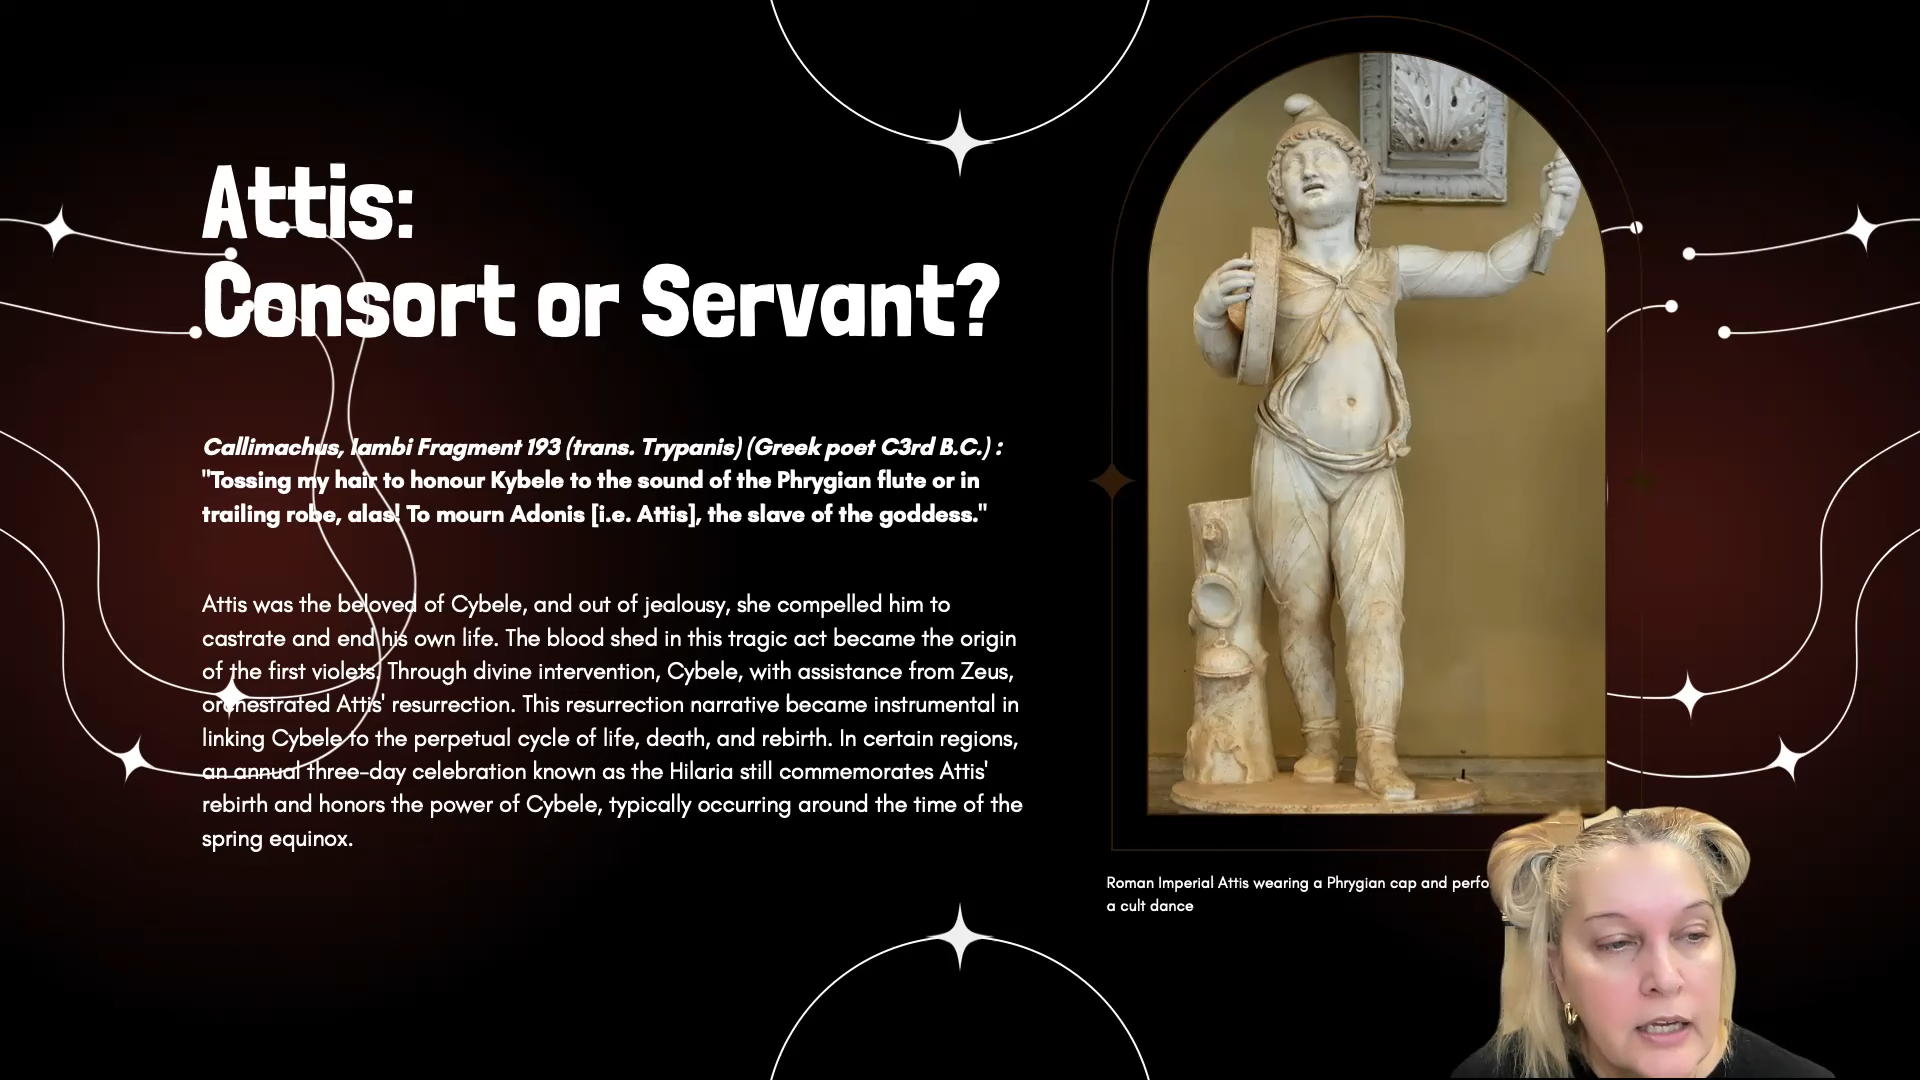 Attis:
Consort or Servant?
Callimachus, Iambi Fragment 193 (trans. Trypanis) (Greek poet C3rd B.C.) :
"Tossing my hair to honour Kybele to the sound of the Phrygian flute or in
trailing robe, alas! To mourn Adonis [i.e. Attis], the slave of the goddess."
Attis was the beloved of Cybele, and out of jealousy, she compelled him to
castrate and end his own life. The blood shed in this tragic act became the origin
of the first violets. Through divine intervention, Cybele, with assistance from Zeus,
orchestrated Attis' resurrection. This resurrection narrative became instrumental in
linking Cybele to the perpetual cycle of life, death, and rebirth. In certain regions,
an annual three-day celebration known as the Hilaria still commemorates Attis'
rebirth and honors the power of Cybele, typically occurring around the time of the
spring equinox.
Roman Imperial Attis wearing a Phrygian cap and
a cult dance